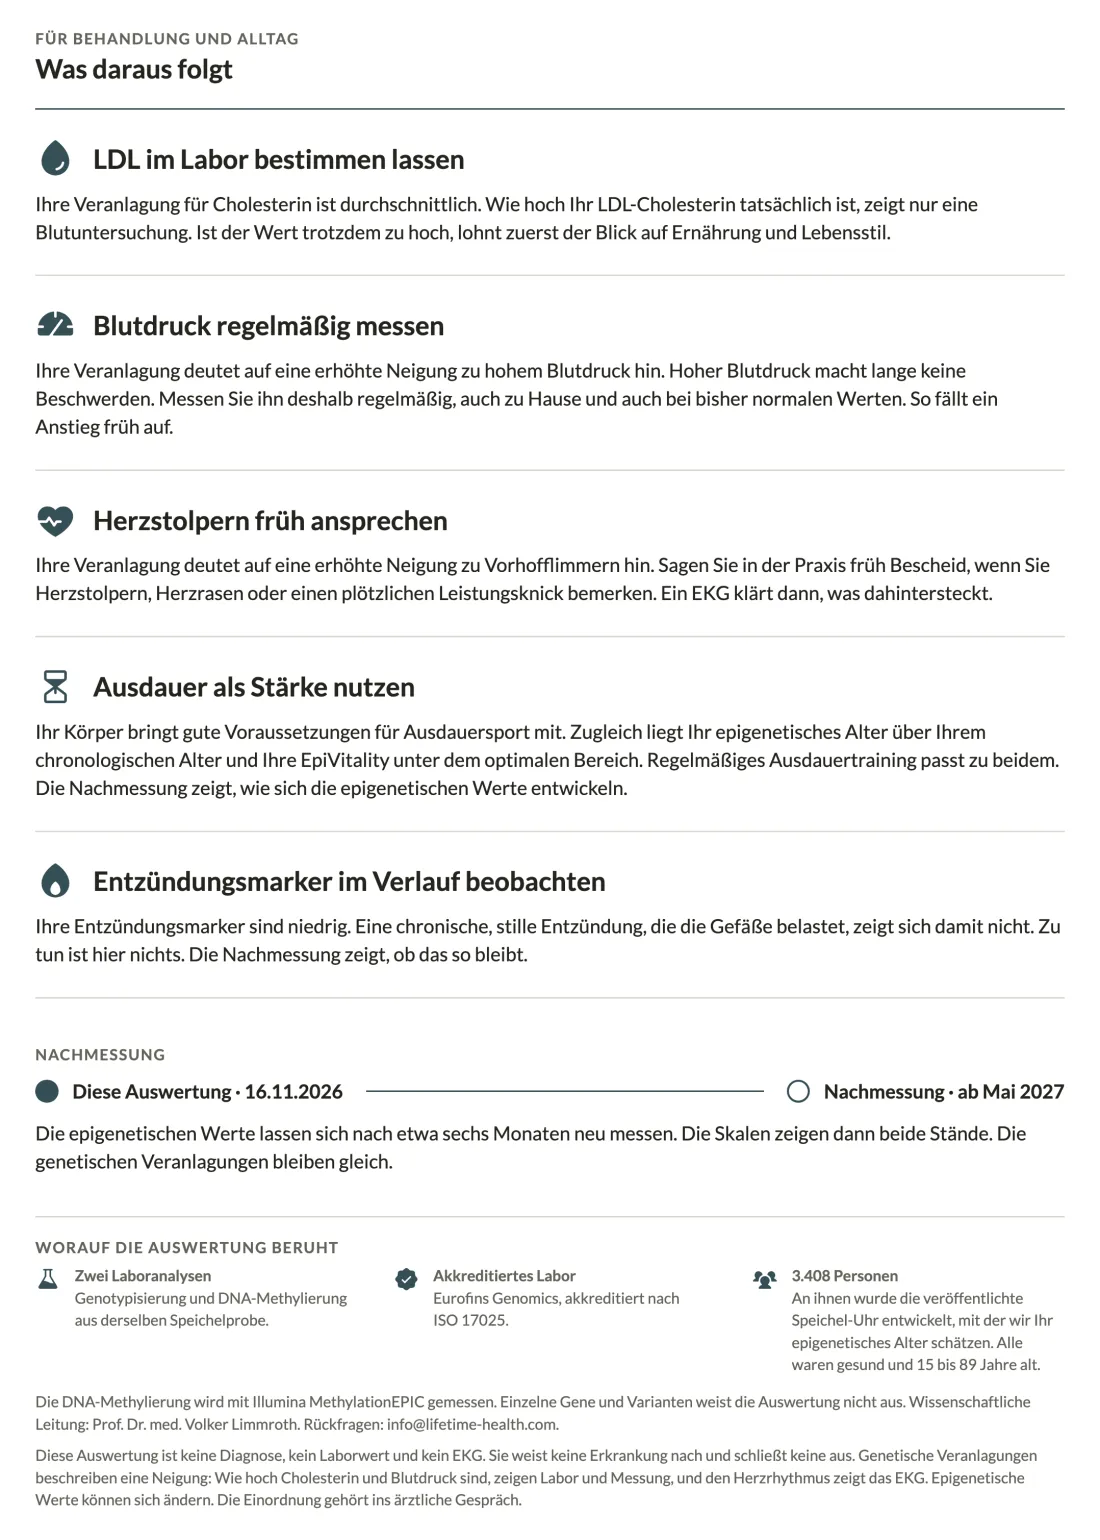 FÜR BEHANDLUNG UND ALLTAG
Was daraus folgt
LDL im Labor bestimmen lassen
Ihre Veranlagung für Cholesterin ist durchschnittlich. Wie hoch Ihr LDL-Cholesterin tatsächlich ist, zeigt nur eine
Blutuntersuchung. Ist der Wert trotzdem zu hoch, lohnt zuerst der Blick auf Ernährung und Lebensstil.
Blutdruck regelmäßig messen
Ihre Veranlagung deutet auf eine erhöhte Neigung zu hohem Blutdruck hin. Hoher Blutdruck macht lange keine
Beschwerden. Messen Sie ihn deshalb regelmäßig, auch zu Hause und auch bei bisher normalen Werten. So fällt ein
Anstieg früh auf.
Herzstolpern früh ansprechen
Ihre Veranlagung deutet auf eine erhöhte Neigung zu Vorhofflimmern hin. Sagen Sie in der Praxis früh Bescheid, wenn Sie
Herzstolpern, Herzrasen oder einen plötzlichen Leistungsknick bemerken. Ein EKG klärt dann, was dahintersteckt.
Ausdauer als Stärke nutzen
Ihr Körper bringt gute Voraussetzungen für Ausdauersport mit. Zugleich liegt Ihr epigenetisches Alter über Ihrem
chronologischen Alter und Ihre EpiVitality unter dem optimalen Bereich. Regelmäßiges Ausdauertraining passt zu beidem.
Die Nachmessung zeigt, wie sich die epigenetischen Werte entwickeln.
Entzündungsmarker im Verlauf beobachten
Ihre Entzündungsmarker sind niedrig. Eine chronische, stille Entzündung, die die Gefäße belastet, zeigt sich damit nicht. Zu
tun ist hier nichts. Die Nachmessung zeigt, ob das so bleibt.
NACHMESSUNG
Diese Auswertung · 16.11.2026
Nachmessung · ab Mai 2027
Die epigenetischen Werte lassen sich nach etwa sechs Monaten neu messen. Die Skalen zeigen dann beide Stände. Die
genetischen Veranlagungen bleiben gleich.
WORAUF DIE AUSWERTUNG BERUHT
Zwei Laboranalysen
Genotypisierung und DNA-Methylierung
aus derselben Speichelprobe.
Akkreditiertes Labor
Eurofins Genomics, akkreditiert nach
ISO 17025.
3.408 Personen
An ihnen wurde die veröffentlichte
Speichel-Uhr entwickelt, mit der wir Ihr
epigenetisches Alter schätzen. Alle
waren gesund und 15 bis 89 Jahre alt.
Die DNA-Methylierung wird mit Illumina MethylationEPIC gemessen. Einzelne Gene und Varianten weist die Auswertung nicht aus. Wissenschaftliche
Leitung: Prof. Dr. med. Volker Limmroth. Rückfragen: info@lifetime-health.com.
Diese Auswertung ist keine Diagnose, kein Laborwert und kein EKG. Sie weist keine Erkrankung nach und schließt keine aus. Genetische Veranlagungen
beschreiben eine Neigung: Wie hoch Cholesterin und Blutdruck sind, zeigen Labor und Messung, und den Herzrhythmus zeigt das EKG. Epigenetische
Werte können sich ändern. Die Einordnung gehört ins ärztliche Gespräch.